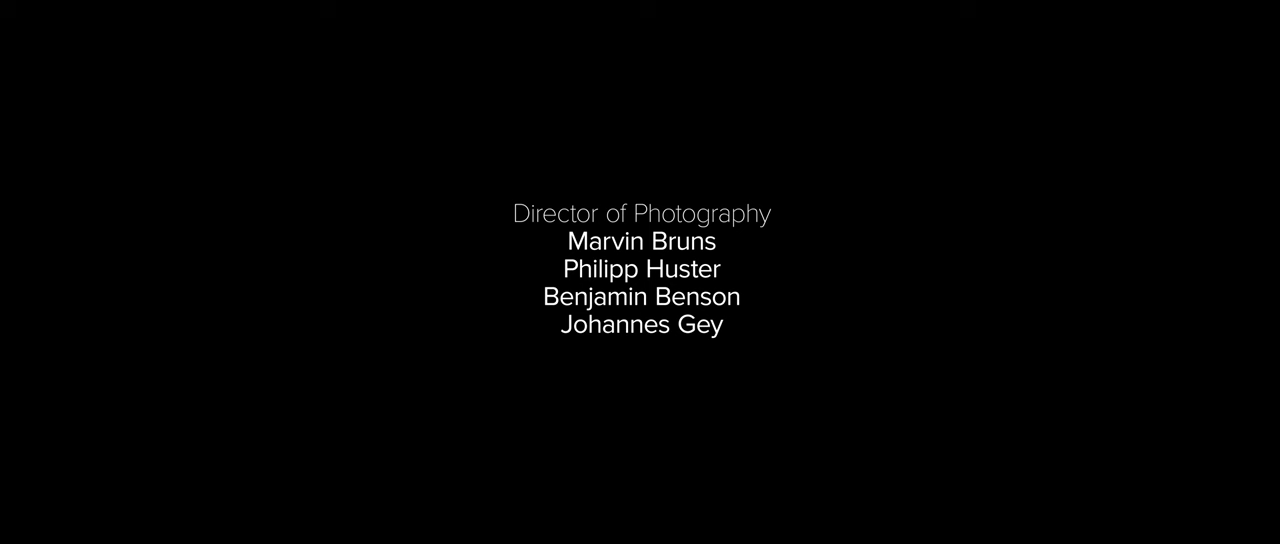 Director of Photography
Marvin Bruns
Philipp Huster
Benjamin Benson
Johannes Gey